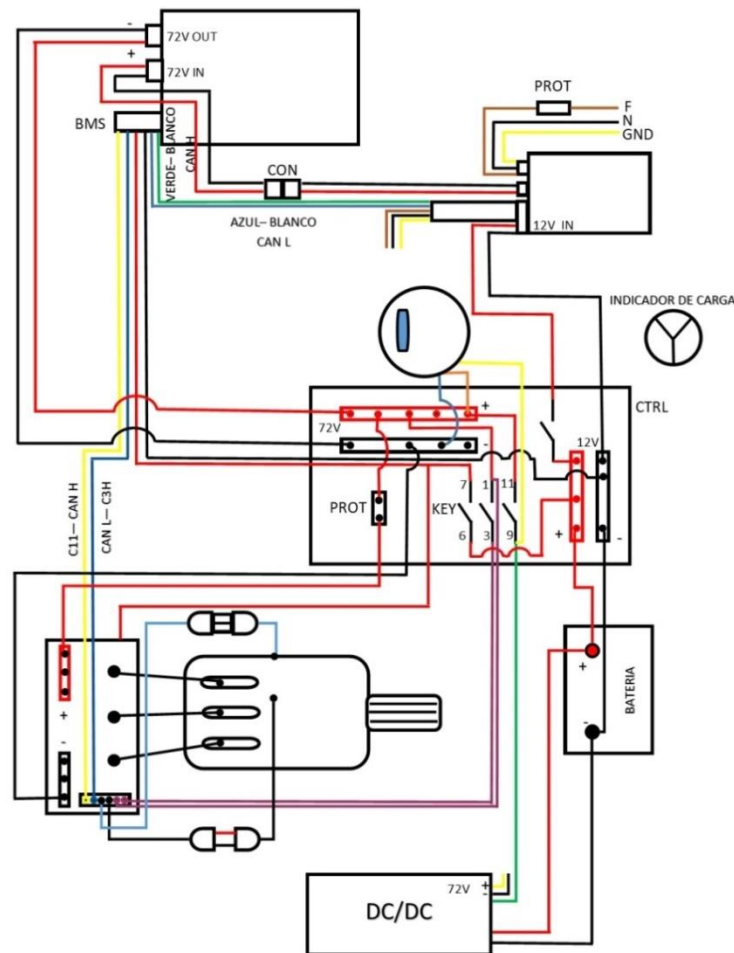 -
72V OUT
+
72V IN
BMS
VERDE– BLANCO
CAN H
CON
AZUL– BLANCO
CAN L
PROT
F
N
GND
12V IN
INDICADOR DE CARGA
CTRL
72V
+
-
12V
+
-
PROT
KEY
7
1
11
6
3
9
C11— CAN H
CAN L— C3H
+
-
+
-
BATERIA
72V
+
-
DC/DC